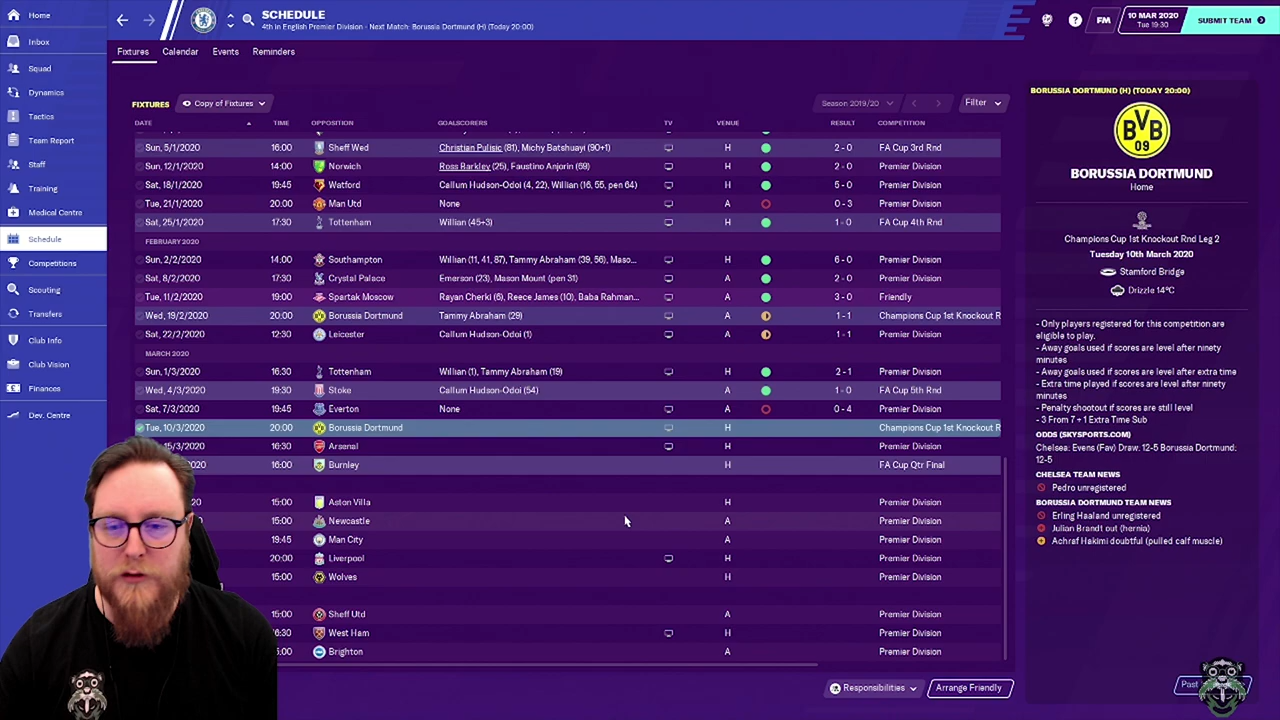 Home
Inbox
Squad
Dynamics
Tactics
Team Report
Staff
Training
Medical Centre
Schedule
Competitions
Scouting
Transfers
Club Info
Club Vision
Finances
Dev. Centre
SCHEDULE
4th in English Premier Division - Next Match: Borussia Dortmund (H) (Today 20:00)
FM
10 MAR 2020
Tue 19:30
SUBMIT TEAM
Fixtures Calendar Events Reminders
FIXTURES Copy of Fixtures Season 2019/20 Filter
DATE TIME OPPOSITION GOALSCORERS TV VENUE RESULT COMPETITION
Sun, 5/1/2020 16:00 Sheff Wed Christian Pulisic (81), Michy Batshuayi (90+1) H 2 - 0 FA Cup 3rd Rnd
Sun, 12/1/2020 14:00 Norwich Ross Barkley (25), Faustino Anjorin (69) H 2 - 0 Premier Division
Sat, 18/1/2020 19:45 Watford Callum Hudson-Odoi (4, 22), Willian (16, 55, pen 64) H 5 - 0 Premier Division
Tue, 21/1/2020 20:00 Man Utd None A 0 - 3 Premier Division
Sat, 25/1/2020 17:30 Tottenham Willian (45+3) H 1 - 0 FA Cup 4th Rnd
FEBRUARY 2020
Sun, 2/2/2020 14:00 Southampton Willian (11, 41, 87), Tammy Abraham (39, 56), Maso... H 6 - 0 Premier Division
Sat, 8/2/2020 17:30 Crystal Palace Emerson (23), Mason Mount (pen 31) H 2 - 0 Premier Division
Tue, 11/2/2020 19:00 Spartak Moscow Rayan Cherki (6), Reece James (10), Baba Rahman... A 3 - 0 Friendly
Wed, 19/2/2020 20:00 Borussia Dortmund Tammy Abraham (29) A 1 - 1 Champions Cup 1st Knockout R
Sat, 22/2/2020 12:30 Leicester Callum Hudson-Odoi (1) A 1 - 1 Premier Division
MARCH 2020
Sun, 1/3/2020 16:30 Tottenham Willian (1), Tammy Abraham (19) H 2 - 1 Premier Division
Wed, 4/3/2020 19:30 Stoke Callum Hudson-Odoi (54) A 1 - 0 FA Cup 5th Rnd
Sat, 7/3/2020 19:45 Everton None A 0 - 4 Premier Division
Tue, 10/3/2020 20:00 Borussia Dortmund H Champions Cup 1st Knockout R
15/3/2020 16:30 Arsenal H Premier Division
16:00 Burnley H FA Cup Qtr Final
15:00 Aston Villa H Premier Division
15:00 Newcastle A Premier Division
19:45 Man City A Premier Division
20:00 Liverpool H Premier Division
15:00 Wolves H Premier Division
15:00 Sheff Utd A Premier Division
West Ham H Premier Division
Brighton A Premier Division
Responsibilities Arrange Friendly
BORUSSIA DORTMUND (H) (TODAY 20:00)
BVB
09
BORUSSIA DORTMUND
Home
Champions Cup 1st Knockout Rnd Leg 2
Tuesday 10th March 2020
Stamford Bridge
Drizzle 14°C
- Only players registered for this competition are
eligible to play.
- Away goals used if scores are level after ninety
minutes
- Away goals used if scores are level after extra time
- Extra time played if scores are level after ninety
minutes
- Penalty shootout if scores are still level
- 3 From 7 + 1 Extra Time Sub
ODDS (SKYSPORTS.COM)
Chelsea: Evens (Fav) Draw: 12-5 Borussia Dortmund:
12-5
CHELSEA TEAM NEWS
Pedro unregistered
BORUSSIA DORTMUND TEAM NEWS
Erling Haaland unregistered
Julian Brandt out (hernia)
Achraf Hakimi doubtful (pulled calf muscle)
Post